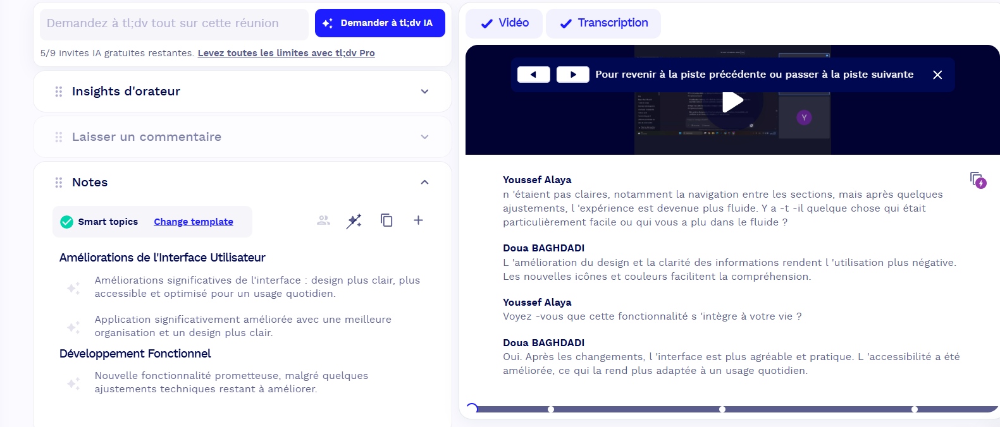 Demandez à tl;dv tout sur cette réunion
Demander à tl;dv IA
5/9 invites IA gratuites restantes. Levez toutes les limites avec tl;dv Pro
Insights d'orateur
Laisser un commentaire
Notes
Smart topics
Change template
Améliorations de l'Interface Utilisateur
Améliorations significatives de l'interface : design plus clair, plus
accessible et optimisé pour un usage quotidien.
Application significativement améliorée avec une meilleure
organisation et un design plus clair.
Développement Fonctionnel
Nouvelle fonctionnalité prometteuse, malgré quelques
ajustements techniques restant à améliorer.
Vidéo
Transcription
Pour revenir à la piste précédente ou passer à la piste suivante
Y
Youssef Alaya
n 'étaient pas claires, notamment la navigation entre les sections, mais après quelques
ajustements, l 'expérience est devenue plus fluide. Y a -t -il quelque chose qui était
particulièrement facile ou qui vous a plu dans le fluide ?
Doua BAGHDADI
L 'amélioration du design et la clarté des informations rendent l 'utilisation plus négative.
Les nouvelles icônes et couleurs facilitent la compréhension.
Youssef Alaya
Voyez -vous que cette fonctionnalité s 'intègre à votre vie ?
Doua BAGHDADI
Oui. Après les changements, l 'interface est plus agréable et pratique. L 'accessibilité a été
améliorée, ce qui la rend plus adaptée à un usage quotidien.